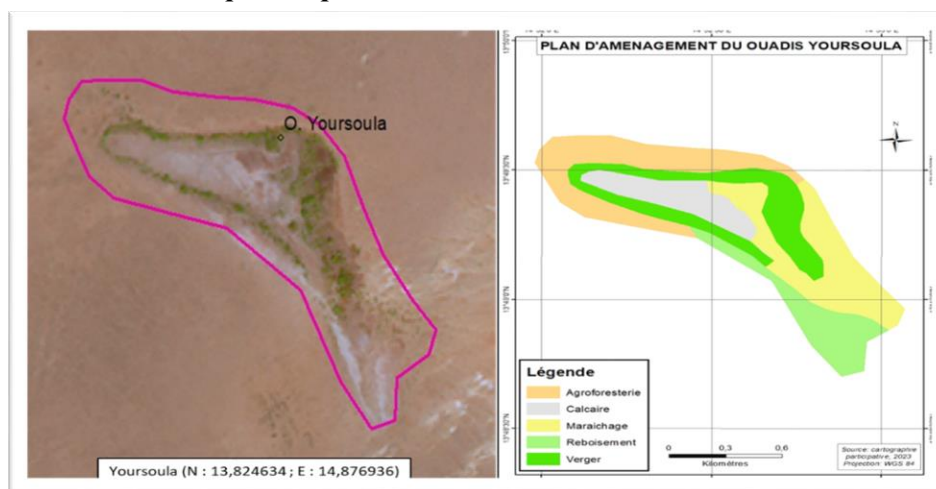 O. Yoursoula
Yoursoula (N : 13,824634 ; E : 14,876936)
PLAN D'AMENAGEMENT DU OUADIS YOURSOULA
N
Légende
Agroforesterie
Calcaire
Maraichage
Reboisement
Verger
0 0,3 0,6
Kilomètres
Source: cartographie
participative, 2023
Projection: WGS 84